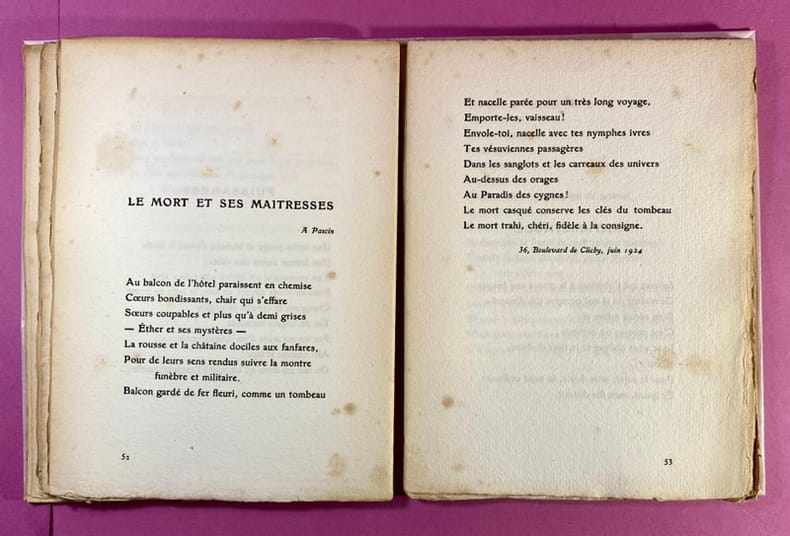 LE MORT ET SES MAITRESSES
A Pascin
Au balcon de l'hôtel paraissent en chemise
Cœurs bondissants, chair qui s'effare
Sœurs coupables et plus qu'à demi grises
— Éther et ses mystères —
La rousse et la châtaine dociles aux fanfares,
Pour de leurs sens rendus suivre la montre
funèbre et militaire.
Balcon gardé de fer fleuri, comme un tombeau
52
Et nacelle parée pour un très long voyage,
Emporte-les, vaisseau!
Envole-toi, nacelle avec tes nymphes ivres
Tes vésuviennes passagères
Dans les sanglots et les carreaux des univers
Au-dessus des orages
Au Paradis des cygnes!
Le mort casqué conserve les clés du tombeau
Le mort trahi, chéri, fidèle à la consigne.
36, Boulevard de Clichy, juin 1924
53